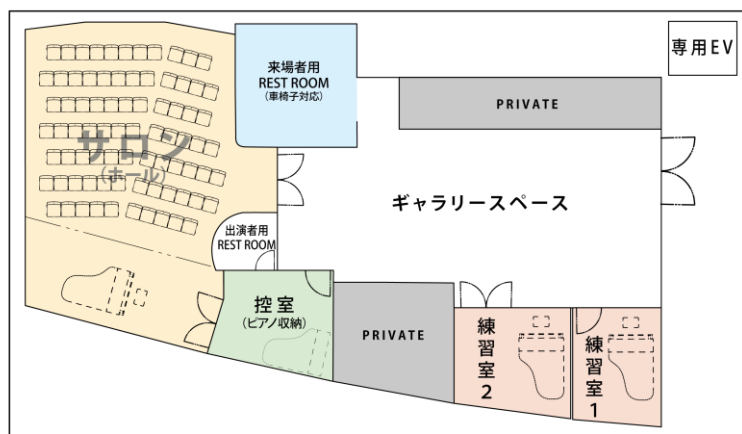 来場者用
REST ROOM
(車椅子対応)
専用EV
PRIVATE
サロン
(ホール)
ギャラリースペース
出演者用
REST ROOM
控室
(ピアノ収納)
PRIVATE
練習室2
練習室1